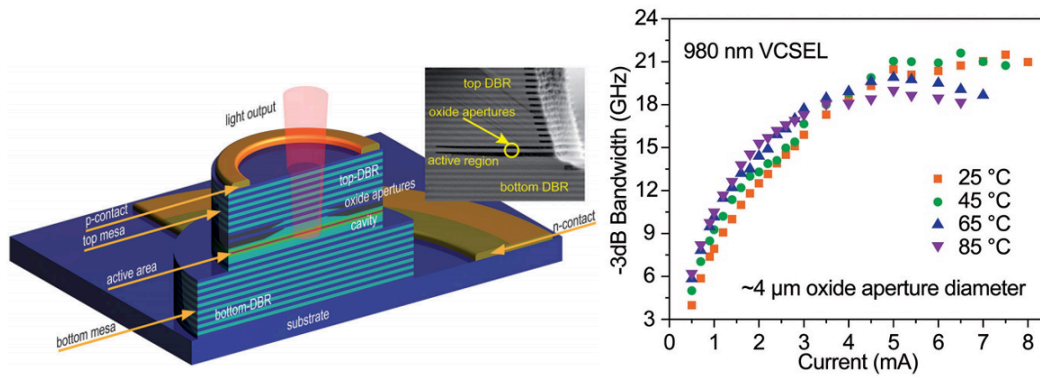 light output
p-contact
top mesa
active area
bottom mesa
top-DBR
oxide apertures
cavity
bottom-DBR
substrate
n-contact
top DBR
oxide apertures
active region
bottom DBR
-3dB Bandwidth (GHz)
24
21
18
15
12
9
6
3
980 nm VCSEL
25 °C
45 °C
65 °C
85 °C
~4 µm oxide aperture diameter
0 1 2 3 4 5 6 7 8
Current (mA)